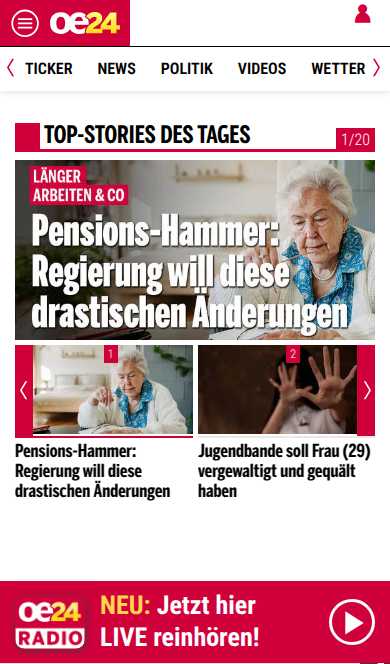 oe24
TICKER NEWS POLITIK VIDEOS WETTER
TOP-STORIES DES TAGES
1/20
LÄNGER
ARBEITEN & CO
Pensions-Hammer:
Regierung will diese
drastischen Änderungen
1
2
Pensions-Hammer:
Regierung will diese
drastischen Änderungen
Jugendbande soll Frau (29)
vergewaltigt und gequält
haben
oe24
RADIO
NEU: Jetzt hier
LIVE reinhören!